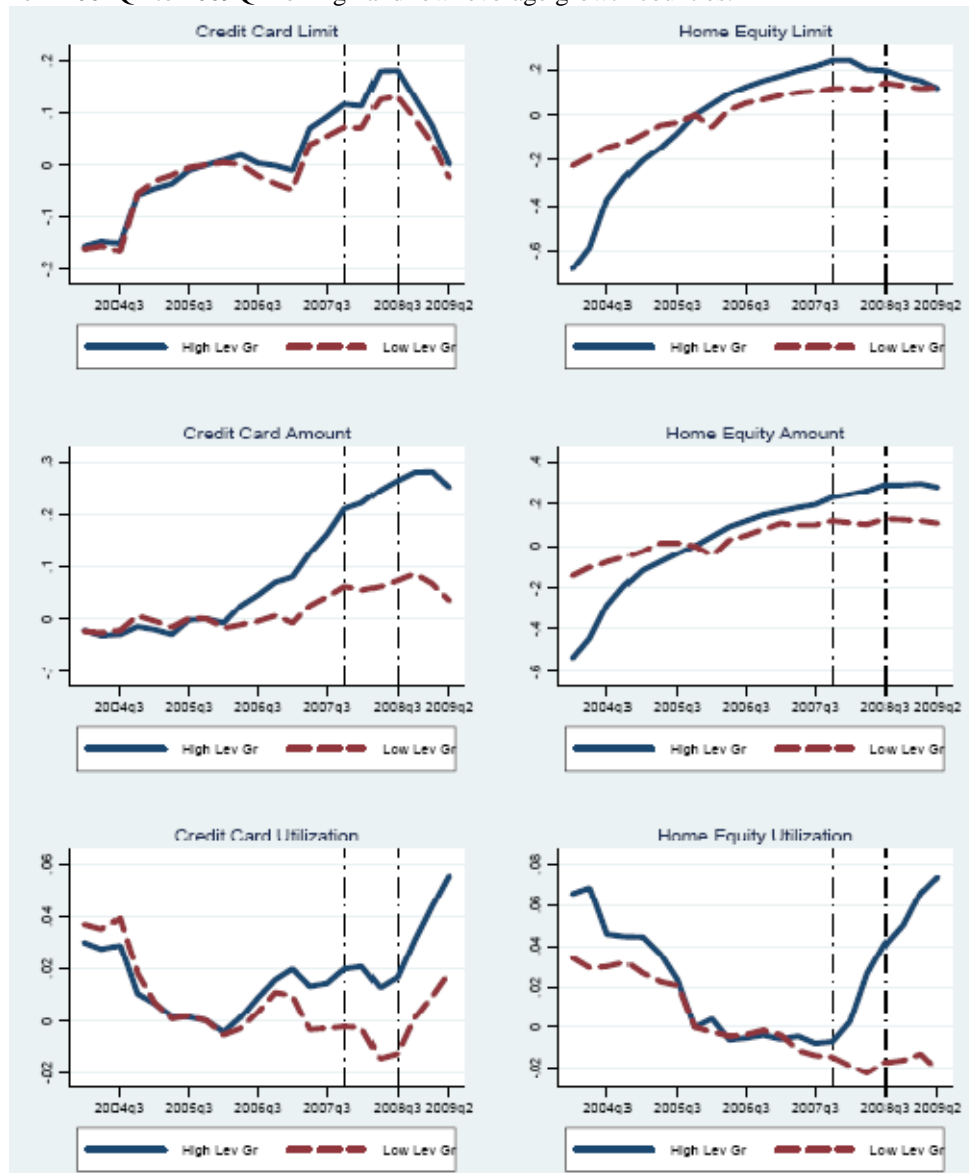 Credit Card Limit
.2
.1
0
-.1
-.2
2004q3 2005q3 2006q3 2007q3 2008q3 2009q2
High Lev Gr Low Lev Gr
Home Equity Limit
.2
0
-.2
-.4
-.6
2004q3 2005q3 2006q3 2007q3 2008q3 2009q2
High Lev Gr Low Lev Gr
Credit Card Amount
.3
.2
.1
0
-.1
2004q3 2005q3 2006q3 2007q3 2008q3 2009q2
High Lev Gr Low Lev Gr
Home Equity Amount
.4
.2
0
-.2
-.4
-.6
2004q3 2005q3 2006q3 2007q3 2008q3 2009q2
High Lev Gr Low Lev Gr
Credit Card Utilization
.06
.04
.02
0
-.02
2004q3 2005q3 2006q3 2007q3 2008q3 2009q2
High Lev Gr Low Lev Gr
Home Equity Utilization
.08
.06
.04
.02
0
-.02
2004q3 2005q3 2006q3 2007q3 2008q3 2009q2
High Lev Gr Low Lev Gr